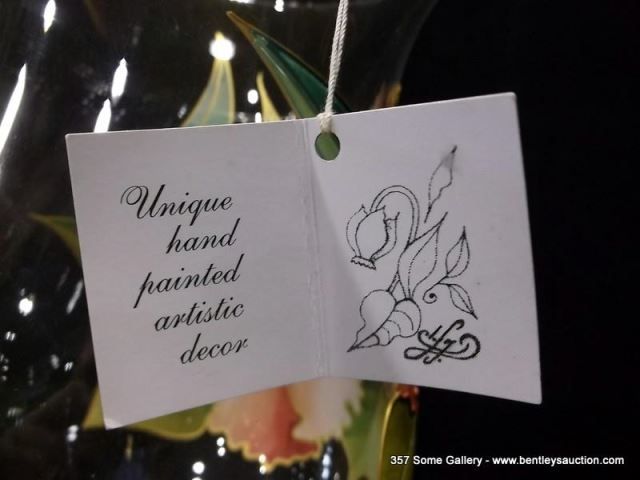 Unique
hand
painted
artistic
decor
357 Some Gallery - www.bentleysauction.com